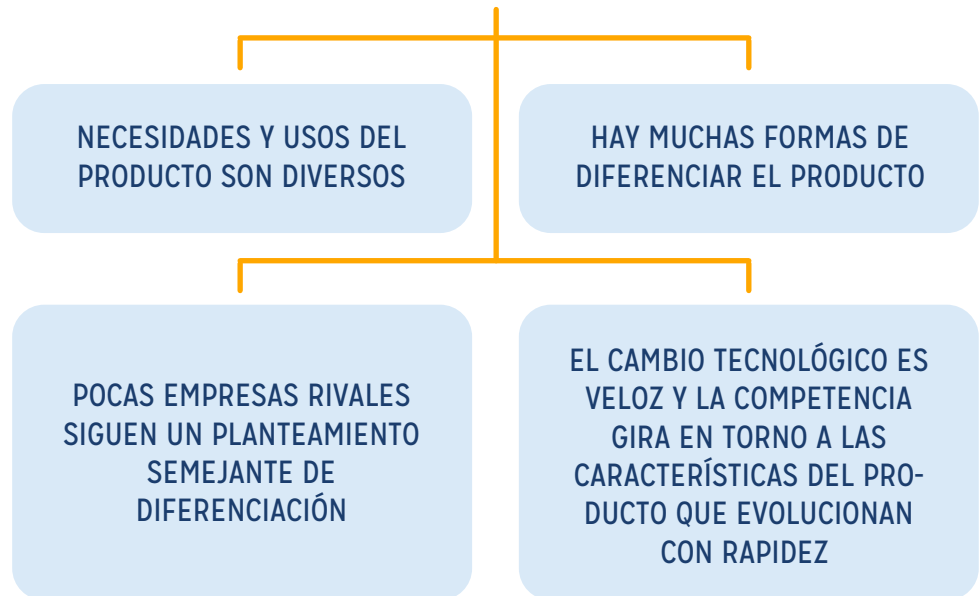 NECESIDADES Y USOS DEL
PRODUCTO SON DIVERSOS
HAY MUCHAS FORMAS DE
DIFERENCIAR EL PRODUCTO
POCAS EMPRESAS RIVALES
SIGUEN UN PLANTEAMIENTO
SEMEJANTE DE
DIFERENCIACIÓN
EL CAMBIO TECNOLÓGICO ES
VELOZ Y LA COMPETENCIA
GIRA EN TORNO A LAS
CARACTERÍSTICAS DEL PRO-
DUCTO QUE EVOLUCIONAN
CON RAPIDEZ